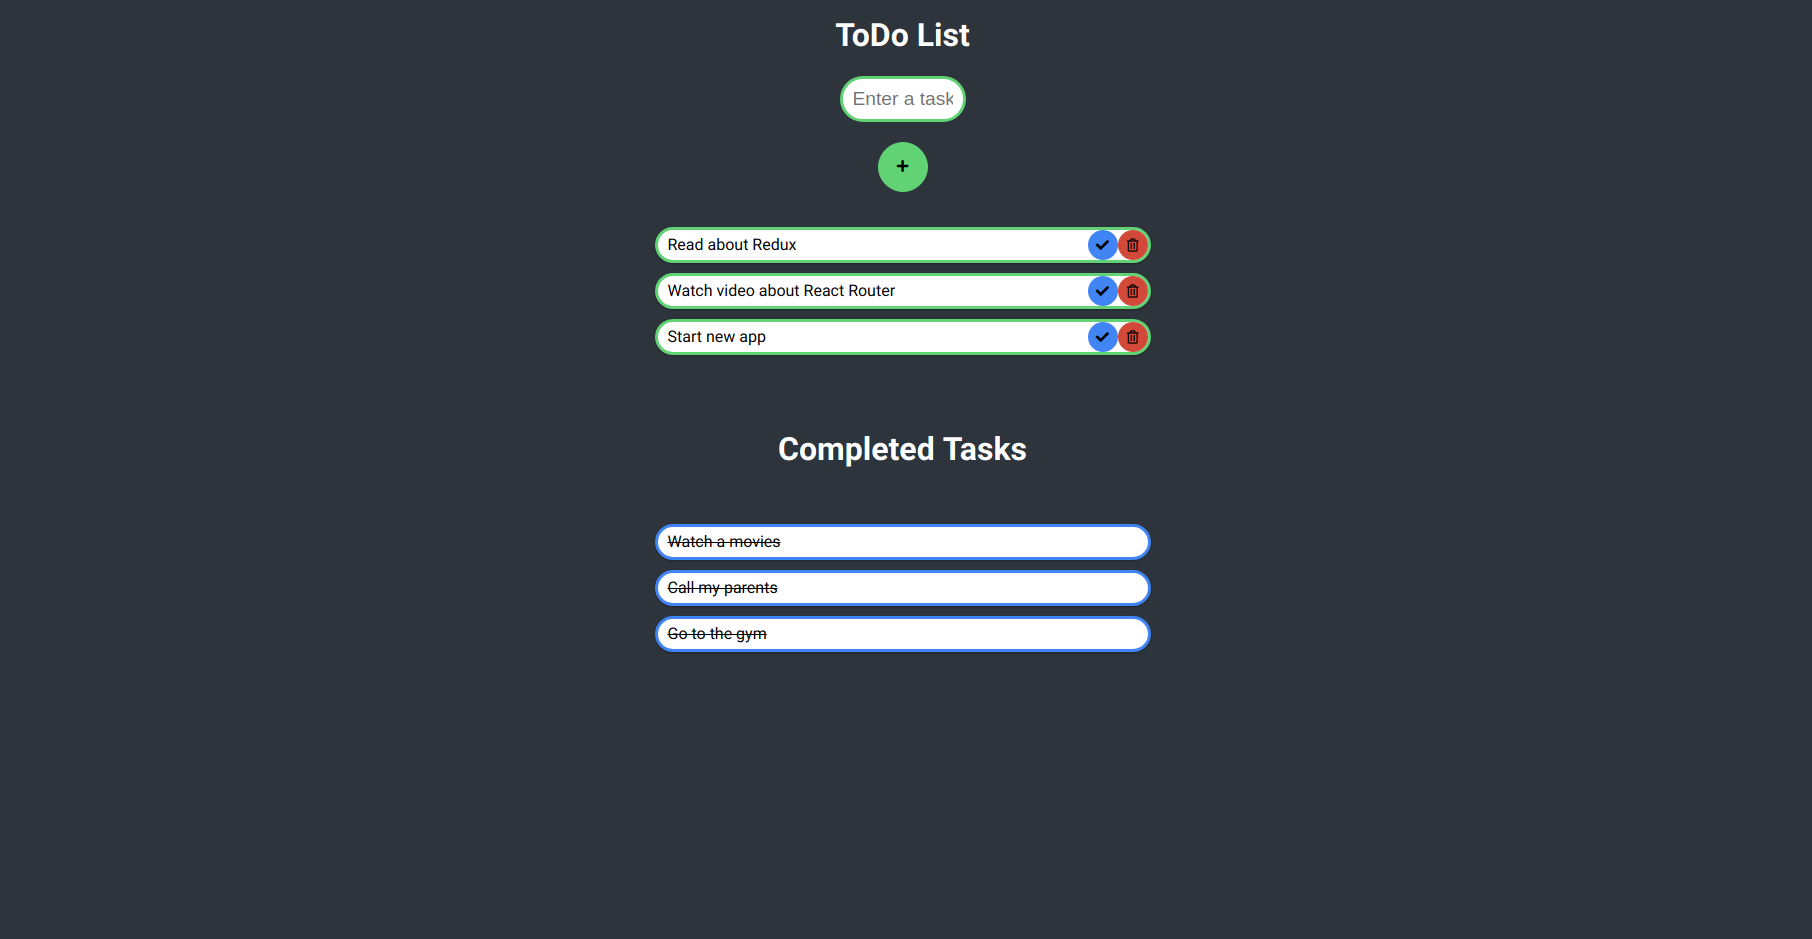 ToDo List
Enter a task
+
Read about Redux
Watch video about React Router
Start new app
Completed Tasks
Watch a movies
Call my parents
Go to the gym